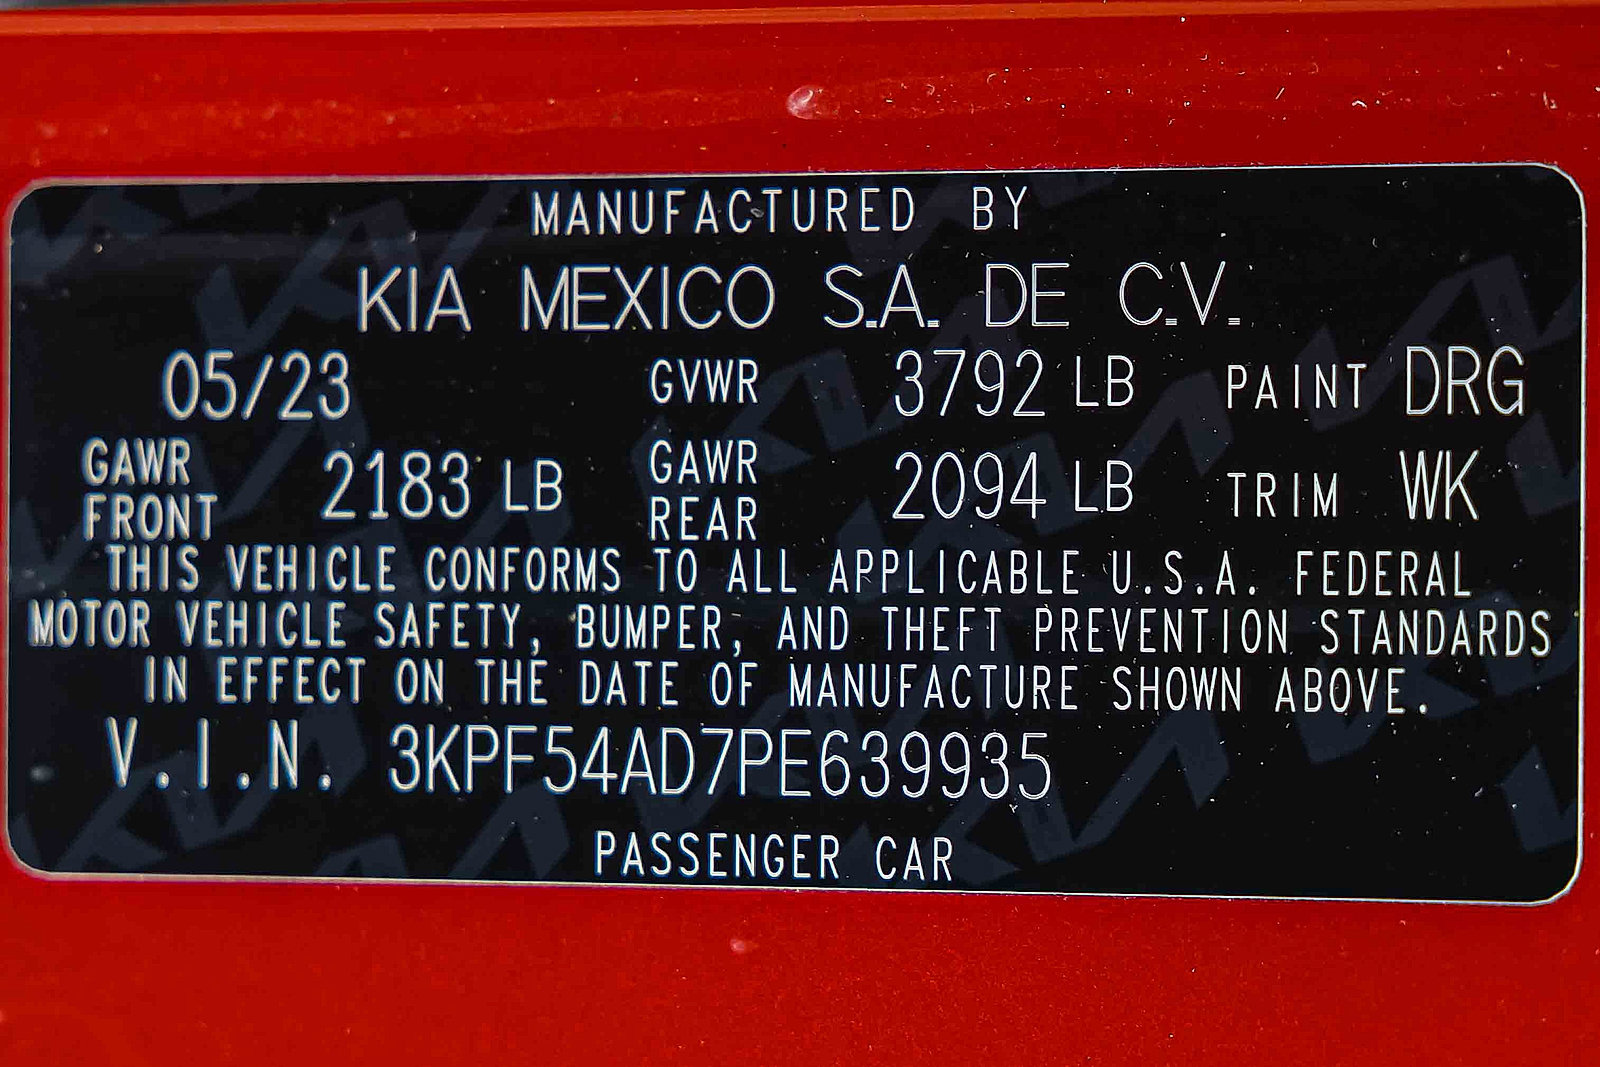 MANUFACTURED BY
KIA MEXICO S.A. DE C.V.
05/23 GVWR 3792 LB PAINT DRG
GAWR FRONT 2183 LB GAWR REAR 2094 LB TRIM WK
THIS VEHICLE CONFORMS TO ALL APPLICABLE U.S.A. FEDERAL
MOTOR VEHICLE SAFETY, BUMPER, AND THEFT PREVENTION STANDARDS
IN EFFECT ON THE DATE OF MANUFACTURE SHOWN ABOVE.
V.I.N. 3KPF54AD7PE639935
PASSENGER CAR